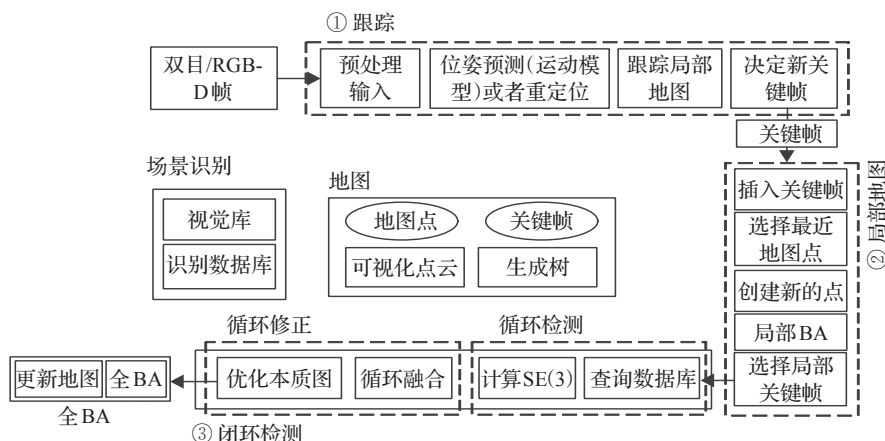 ① 跟踪
双目/RGB-
D帧
预处理
输入
位姿预测(运动模
型)或者重定位
跟踪局部
地图
决定新关
键帧
关键帧
场景识别
视觉库
识别数据库
地图
地图点
关键帧
可视化点云
生成树
插入关键帧
选择最近
地图点
创建新的点
局部BA
选择局部
关键帧
② 局部地图
循环修正
循环检测
更新地图
全BA
优化本质图
循环融合
计算SE(3)
查询数据库
全BA
③ 闭环检测